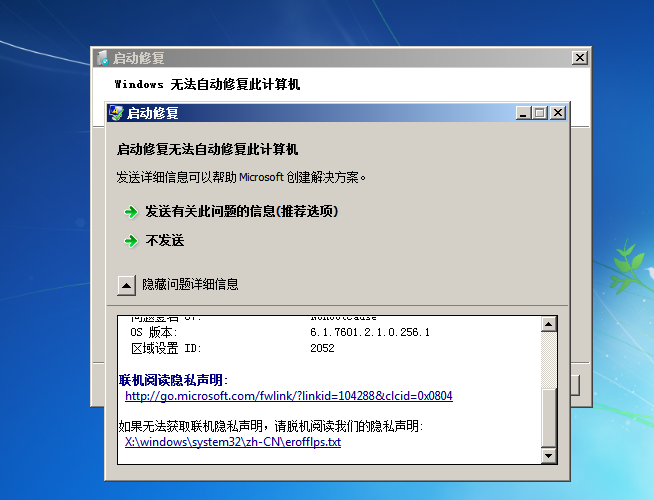 启动修复
Windows 无法自动修复此计算机
启动修复
启动修复无法自动修复此计算机
发送详细信息可以帮助 Microsoft 创建解决方案。
发送有关此问题的信息(推荐选项)
不发送
隐藏问题详细信息
OS 版本: 6.1.7601.2.1.0.256.1
区域设置 ID: 2052
联机阅读隐私声明:
http://go.microsoft.com/fwlink/?linkid=104288&clcid=0x0804
如果无法获取联机隐私声明，请脱机阅读我们的隐私声明:
X:\windows\system32\zh-CN\erofflps.txt